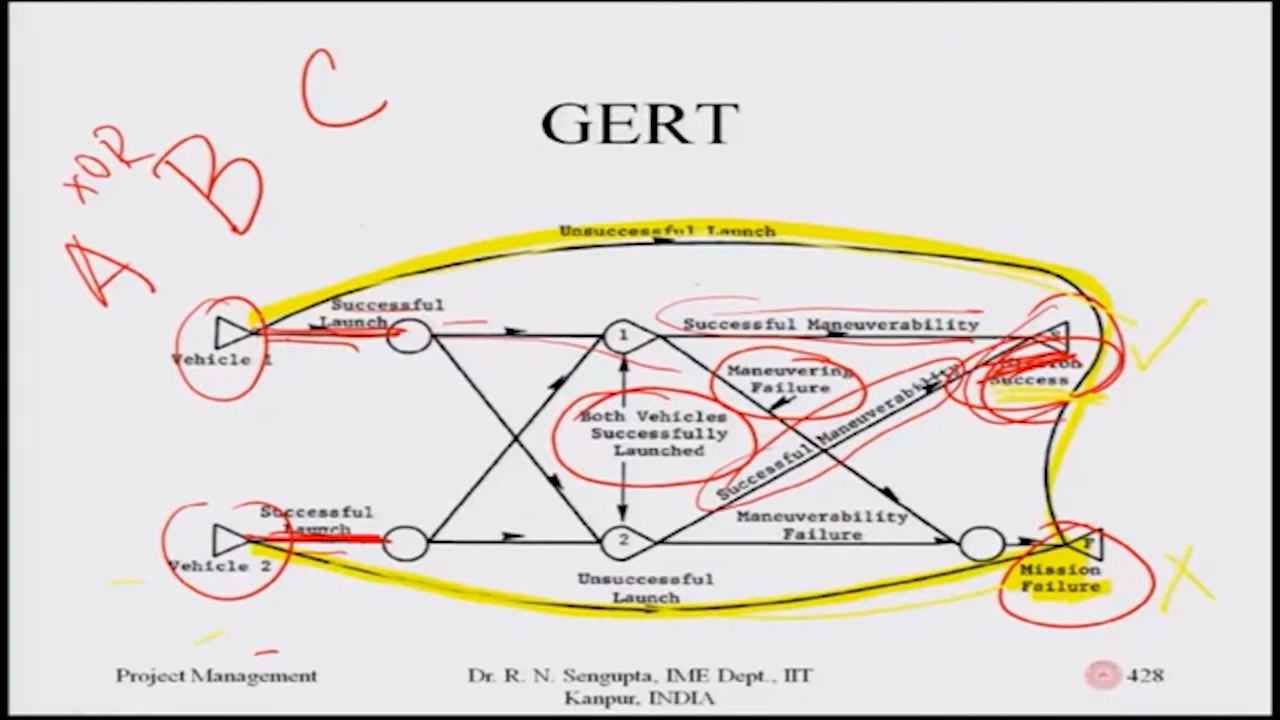 C
GERT
XOR
B
A
Unsuccessful Launch
Successful
Launch
Vehicle 1
1
Successful Maneuverability
Success
Maneuvering
Failure
Both Vehicles
Successfully
Launched
Successful Maneuverability
Successful
Launch
Vehicle 2
2
Maneuverability
Failure
F
Mission
Failure
X
Unsuccessful
Launch
Project Management
Dr. R. N. Sengupta, IME Dept., IIT
Kanpur, INDIA
428